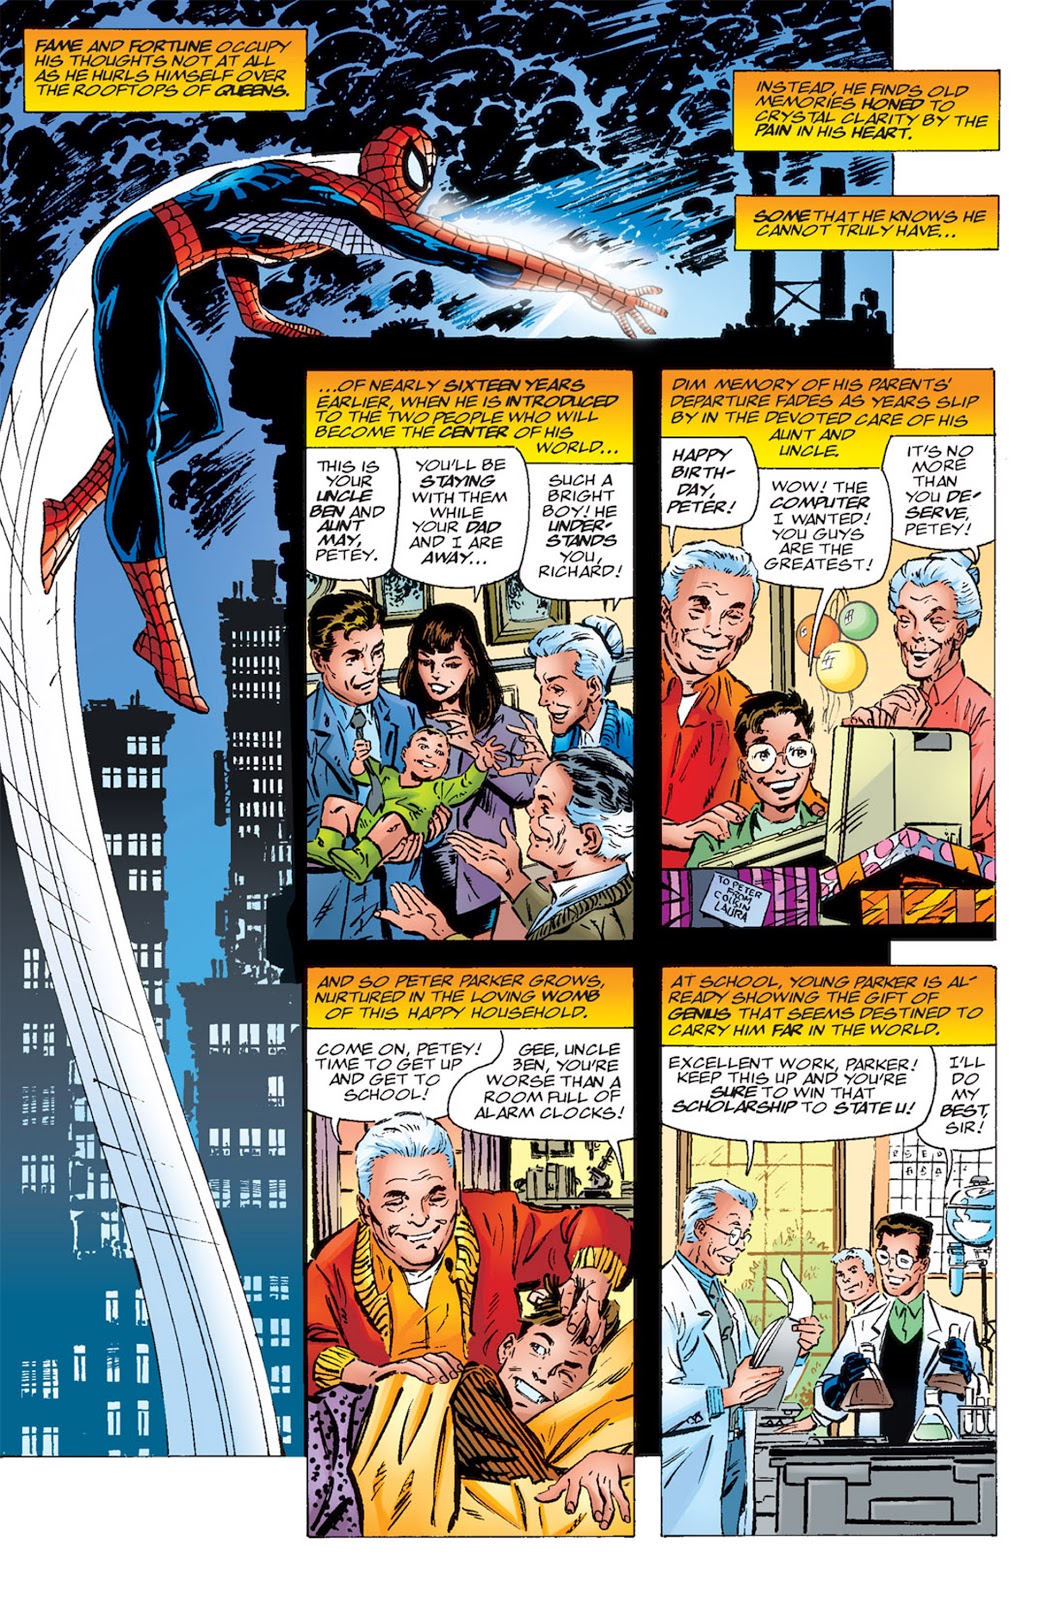 FAME AND FORTUNE OCCUPY
HIS THOUGHTS NOT AT ALL
AS HE HURLS HIMSELF OVER
THE ROOFTOPS OF QUEENS.
INSTEAD, HE FINDS OLD
MEMORIES HONED TO
CRYSTAL CLARITY BY THE
PAIN IN HIS HEART.
SOME THAT HE KNOWS HE
CANNOT TRULY HAVE...
...OF NEARLY SIXTEEN YEARS
EARLIER, WHEN HE IS INTRODUCED
TO THE TWO PEOPLE WHO WILL
BECOME THE CENTER OF HIS
WORLD...
THIS IS
YOUR
UNCLE
BEN AND
AUNT
MAY,
PETEY.
YOU'LL BE
STAYING
WITH THEM
WHILE
YOUR DAD
AND I ARE
AWAY...
SUCH A
BRIGHT
BOY! HE
UNDER-
STANDS
YOU,
RICHARD!
DIM MEMORY OF HIS PARENTS'
DEPARTURE FADES AS YEARS SLIP
BY IN THE DEVOTED CARE OF HIS
AUNT AND
UNCLE.
HAPPY
BIRTH-
DAY,
PETER!
WOW! THE
COMPUTER
I WANTED!
YOU GUYS
ARE THE
GREATEST!
IT'S NO
MORE
THAN
YOU DE-
SERVE,
PETEY!
TO PETER
FROM
COUSIN
LAURA
AND SO PETER PARKER GROWS,
NURTURED IN THE LOVING WOMB
OF THIS HAPPY HOUSEHOLD.
COME ON, PETEY!
TIME TO GET UP
AND GET TO
SCHOOL!
GEE, UNCLE
BEN, YOU'RE
WORSE THAN A
ROOM FULL OF
ALARM CLOCKS!
AT SCHOOL, YOUNG PARKER IS AL-
READY SHOWING THE GIFT OF
GENIUS THAT SEEMS DESTINED TO
CARRY HIM FAR IN THE WORLD.
EXCELLENT WORK, PARKER!
KEEP THIS UP AND YOU'RE
SURE TO WIN THAT
SCHOLARSHIP TO STATE U!
I'LL
DO
MY
BEST,
SIR!